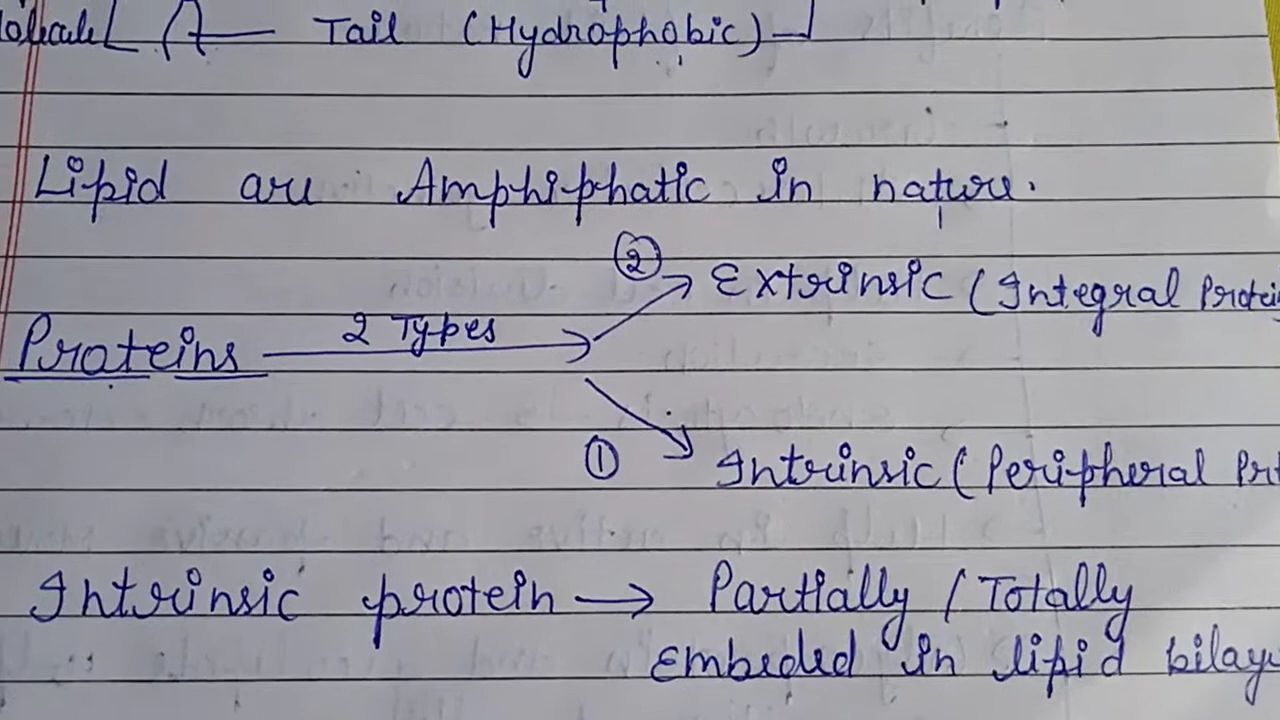 Tail (Hydrophobic)
Lipid are Amphiphatic in nature.
② Extrinsic (Integral Protein
Proteins 2 Types
① Intrinsic (Peripheral
Intrinsic protein → Partially / Totally
Embeded in lipid